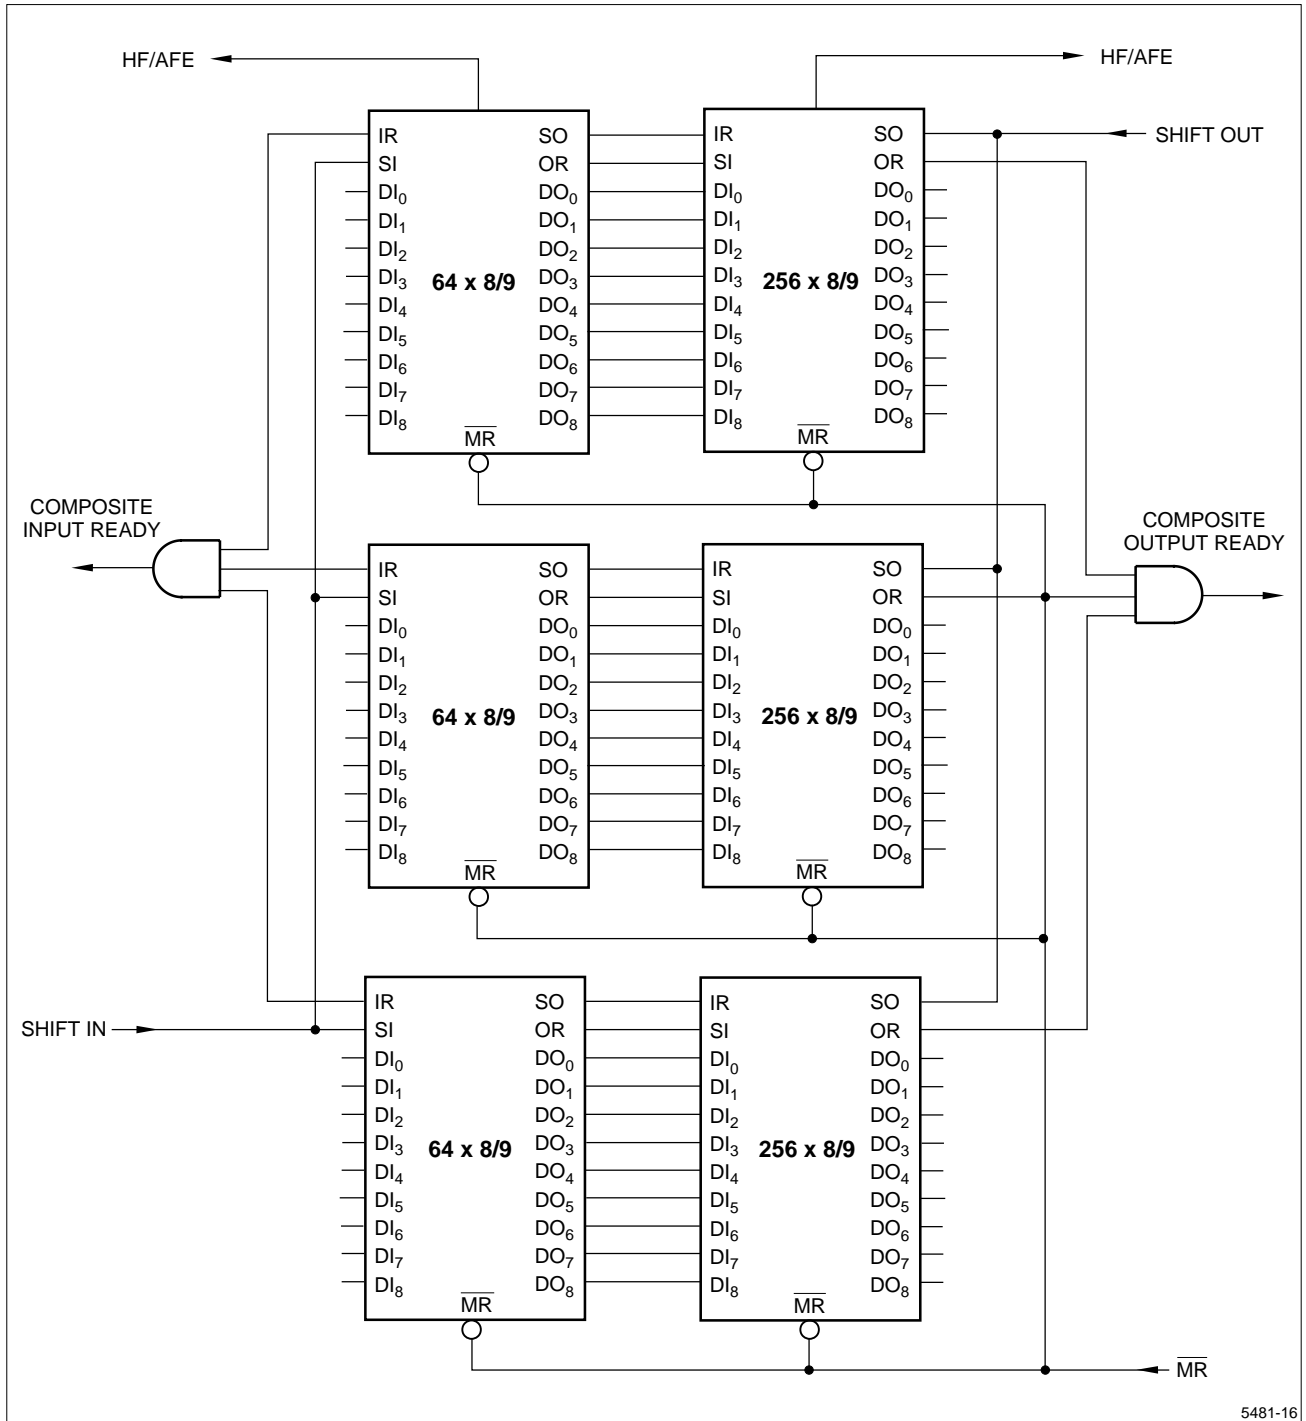 HF/AFE
HF/AFE
IR SO IR SO SHIFT OUT
SI OR SI OR
DI0 DO0 DI0 DO0
DI1 DO1 DI1 DO1
DI2 DO2 DI2 DO2
DI3 DO3 DI3 DO3
64 x 8/9 256 x 8/9
DI4 DO4 DI4 DO4
DI5 DO5 DI5 DO5
DI6 DO6 DI6 DO6
DI7 DO7 DI7 DO7
DI8 DO8 DI8 DO8
MR MR
COMPOSITE
INPUT READY
COMPOSITE
OUTPUT READY
IR SO IR SO
SI OR SI OR
DI0 DO0 DI0 DO0
DI1 DO1 DI1 DO1
DI2 DO2 DI2 DO2
DI3 DO3 DI3 DO3
64 x 8/9 256 x 8/9
DI4 DO4 DI4 DO4
DI5 DO5 DI5 DO5
DI6 DO6 DI6 DO6
DI7 DO7 DI7 DO7
DI8 DO8 DI8 DO8
MR MR
IR SO IR SO
SHIFT IN SI OR SI OR
DI0 DO0 DI0 DO0
DI1 DO1 DI1 DO1
DI2 DO2 DI2 DO2
DI3 DO3 DI3 DO3
64 x 8/9 256 x 8/9
DI4 DO4 DI4 DO4
DI5 DO5 DI5 DO5
DI6 DO6 DI6 DO6
DI7 DO7 DI7 DO7
DI8 DO8 DI8 DO8
MR MR
MR
5481-16